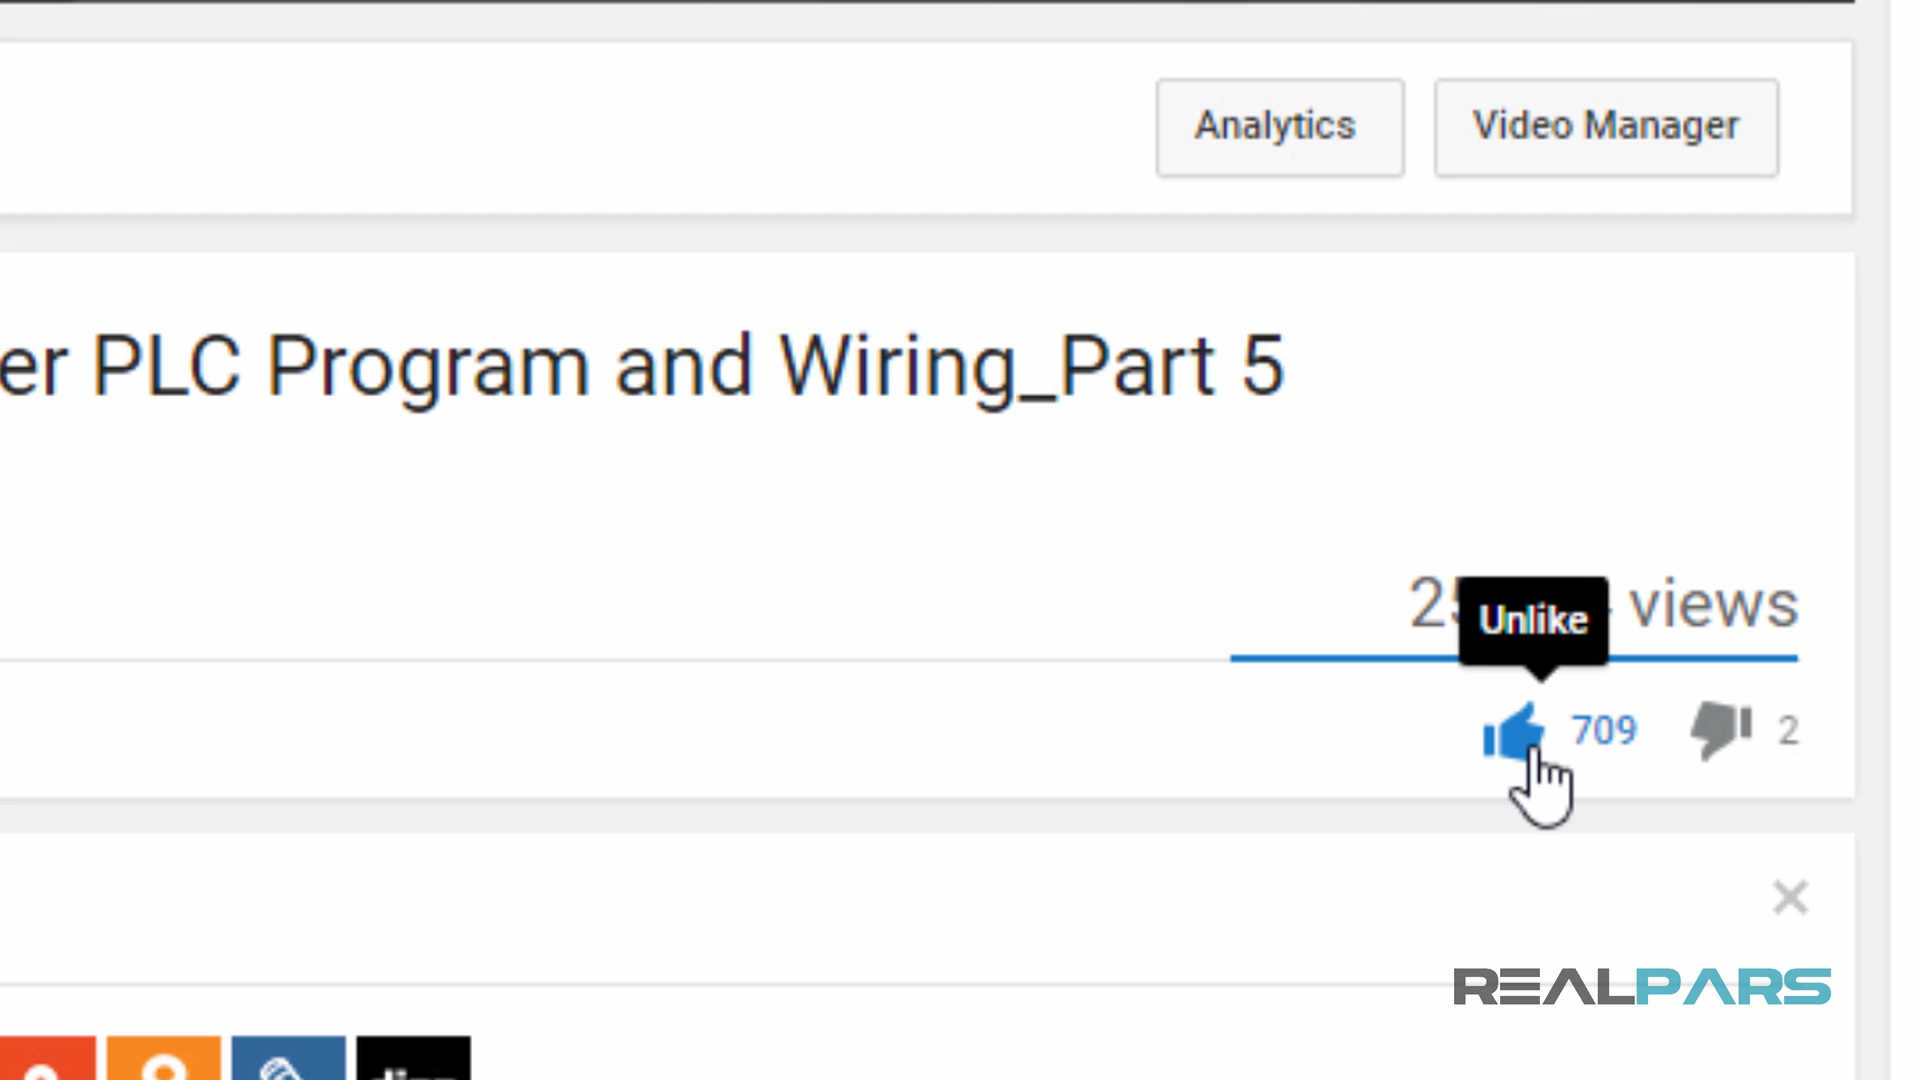 Analytics
Video Manager
er PLC Program and Wiring_Part 5
views
Unlike
709
2
REALPARS